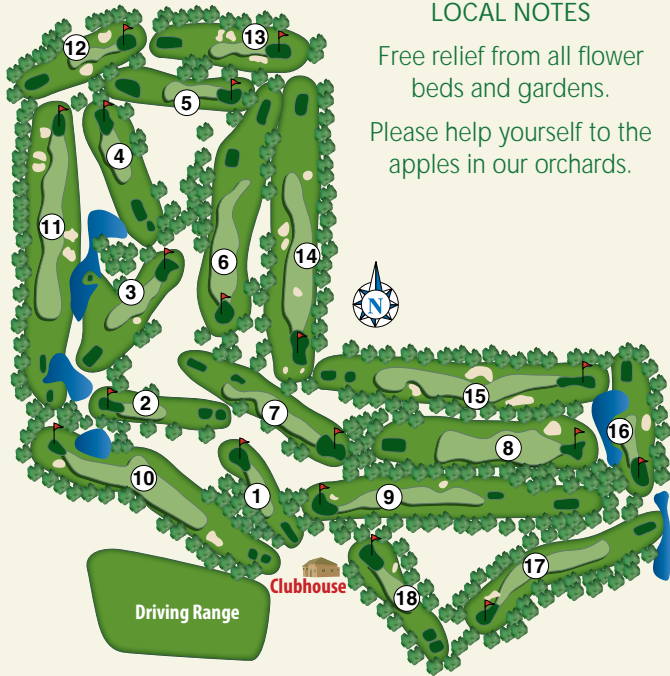 LOCAL NOTES
Free relief from all flower
beds and gardens.
Please help yourself to the
apples in our orchards.
12
13
5
4
11
6
14
3
N
15
2
7
16
8
10
1
9
17
Clubhouse
18
Driving Range